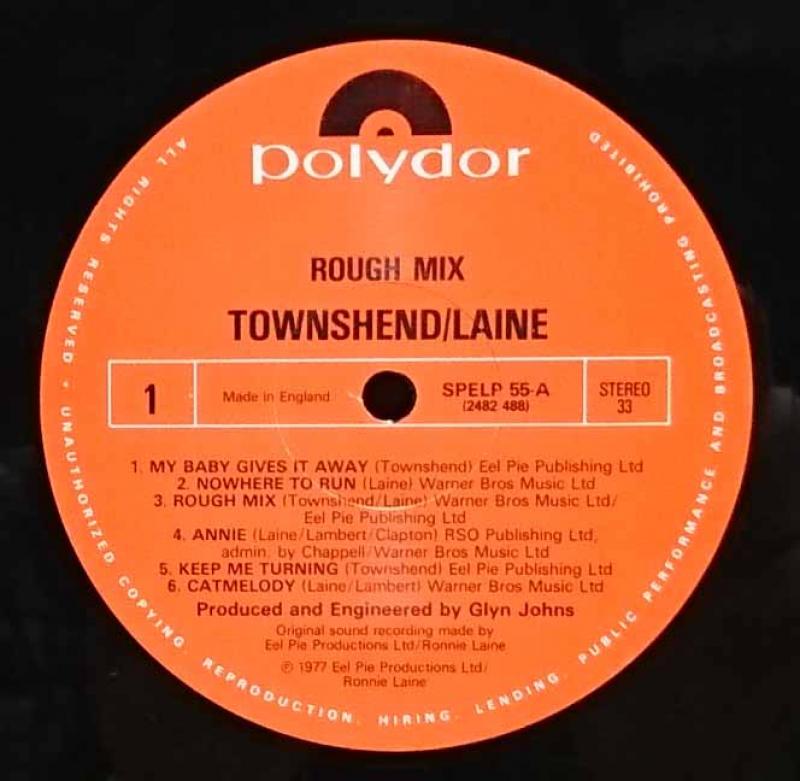 polydor
ROUGH MIX
TOWNSHEND/LAINE
1
Made in England
SPELP 55-A
(2482 488)
STEREO
33
1. MY BABY GIVES IT AWAY (Townshend) Eel Pie Publishing Ltd
2. NOWHERE TO RUN (Laine) Warner Bros Music Ltd
3. ROUGH MIX (Townshend/Laine) Warner Bros Music Ltd/
Eel Pie Publishing Ltd
4. ANNIE (Laine/Lambert/Clapton) RSO Publishing Ltd,
admin. by Chappell/Warner Bros Music Ltd
5. KEEP ME TURNING (Townshend) Eel Pie Publishing Ltd
6. CATMELODY (Laine/Lambert) Warner Bros Music Ltd
Produced and Engineered by Glyn Johns
Original sound recording made by
Eel Pie Productions Ltd/Ronnie Laine
℗ 1977 Eel Pie Productions Ltd/
Ronnie Laine
ALL RIGHTS RESERVED · UNAUTHORIZED COPYING. REPRODUCTION. HIRING. LENDING. PUBLIC PERFORMANCE AND BROADCASTING PROHIBITED